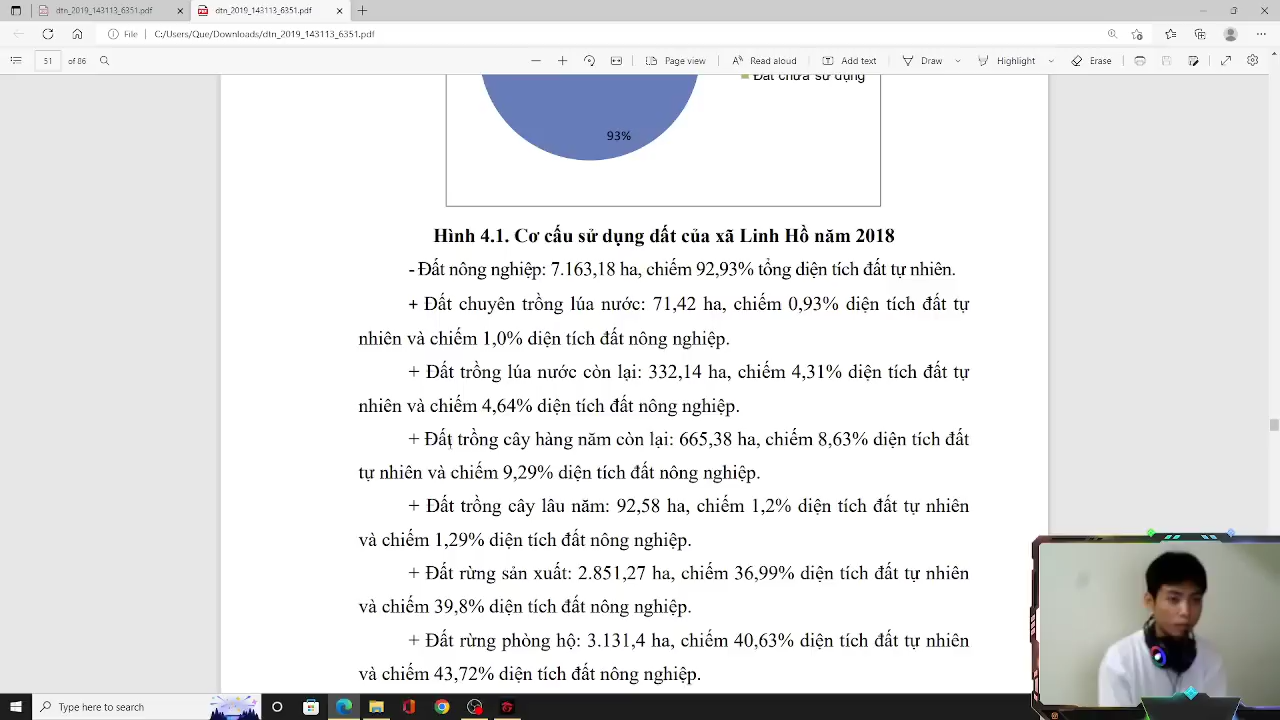 dtn_2019_143113_6351.pdf
dtn_2019_143113_6351.pdf
File C:/Users/Que/Downloads/dtn_2019_143113_6351.pdf
51 of 86 Page view Read aloud Add text Draw Highlight Erase
Đất chưa sử dụng
93%
Hình 4.1. Cơ cấu sử dụng đất của xã Linh Hồ năm 2018
- Đất nông nghiệp: 7.163,18 ha, chiếm 92,93% tổng diện tích đất tự nhiên.
+ Đất chuyên trồng lúa nước: 71,42 ha, chiếm 0,93% diện tích đất tự
nhiên và chiếm 1,0% diện tích đất nông nghiệp.
+ Đất trồng lúa nước còn lại: 332,14 ha, chiếm 4,31% diện tích đất tự
nhiên và chiếm 4,64% diện tích đất nông nghiệp.
+ Đất trồng cây hàng năm còn lại: 665,38 ha, chiếm 8,63% diện tích đất
tự nhiên và chiếm 9,29% diện tích đất nông nghiệp.
+ Đất trồng cây lâu năm: 92,58 ha, chiếm 1,2% diện tích đất tự nhiên
và chiếm 1,29% diện tích đất nông nghiệp.
+ Đất rừng sản xuất: 2.851,27 ha, chiếm 36,99% diện tích đất tự nhiên
và chiếm 39,8% diện tích đất nông nghiệp.
+ Đất rừng phòng hộ: 3.131,4 ha, chiếm 40,63% diện tích đất tự nhiên
và chiếm 43,72% diện tích đất nông nghiệp.
Type here to search